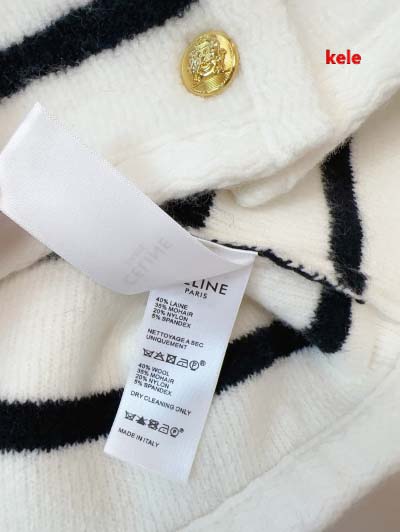 kele
CELINE
ELINE
PARIS
40% LAINE
35% MOHAIR
20% NYLON
5% SPANDEX
NETTOYAGE A SEC
UNIQUEMENT
40% WOOL
35% MOHAIR
20% NYLON
5% SPANDEX
DRY CLEANING ONLY
MADE IN ITALY